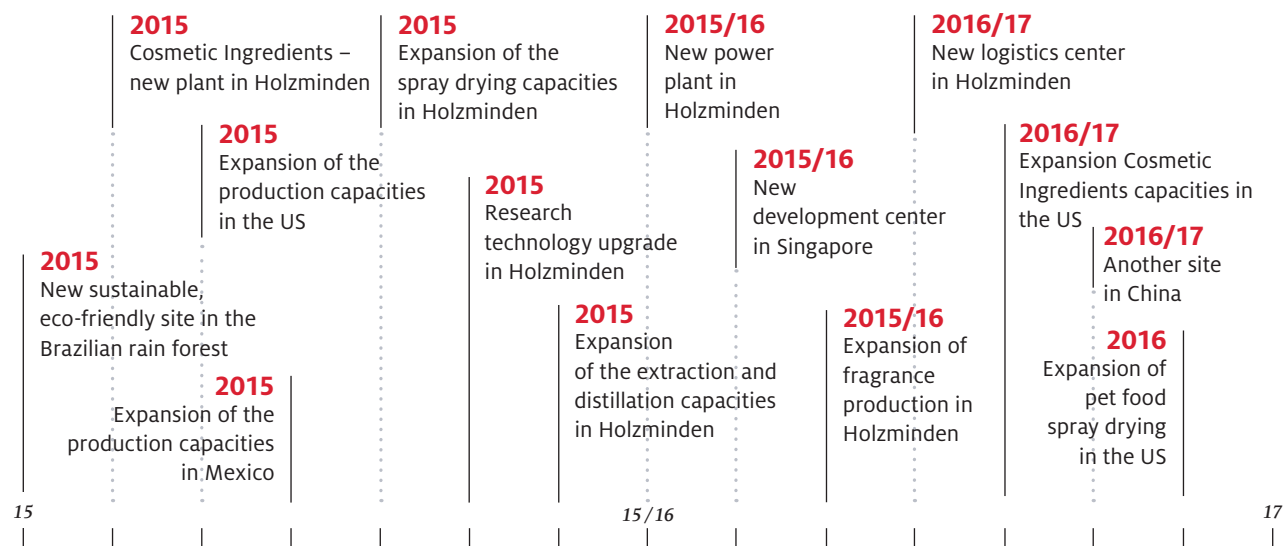 2015
Cosmetic Ingredients –
new plant in Holzminden
2015
Expansion of the
spray drying capacities
in Holzminden
2015/16
New power
plant in
Holzminden
2016/17
New logistics center
in Holzminden
2015
Expansion of the
production capacities
in the US
2015
Research
technology upgrade
in Holzminden
2015/16
New
development center
in Singapore
2016/17
Expansion Cosmetic
Ingredients capacities in
the US
2016/17
Another site
in China
2015
New sustainable,
eco-friendly site in the
Brazilian rain forest
2015
Expansion of the
production capacities
in Mexico
2015
Expansion
of the extraction and
distillation capacities
in Holzminden
2015/16
Expansion of
fragrance
production in
Holzminden
2016
Expansion of
pet food
spray drying
in the US
15
15/16
17